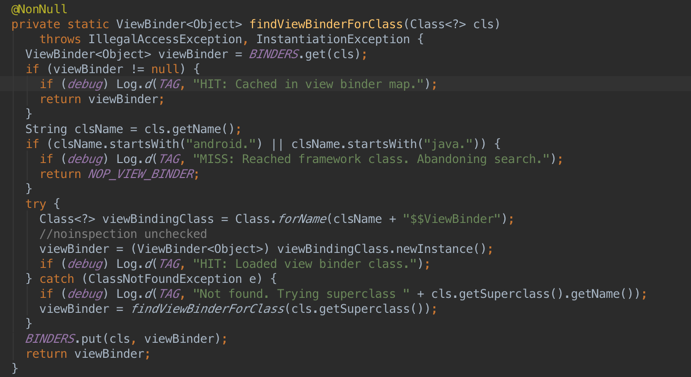 @NonNull
private static ViewBinder<Object> findViewBinderForClass(Class<?> cls)
    throws IllegalAccessException, InstantiationException {
  ViewBinder<Object> viewBinder = BINDERS.get(cls);
  if (viewBinder != null) {
    if (debug) Log.d(TAG, "HIT: Cached in view binder map.");
    return viewBinder;
  }
  String clsName = cls.getName();
  if (clsName.startsWith("android.") || clsName.startsWith("java.")) {
    if (debug) Log.d(TAG, "MISS: Reached framework class. Abandoning search.");
    return NOP_VIEW_BINDER;
  }
  try {
    Class<?> viewBindingClass = Class.forName(clsName + "$$ViewBinder");
    //noinspection unchecked
    viewBinder = (ViewBinder<Object>) viewBindingClass.newInstance();
    if (debug) Log.d(TAG, "HIT: Loaded view binder class.");
  } catch (ClassNotFoundException e) {
    if (debug) Log.d(TAG, "Not found. Trying superclass " + cls.getSuperclass().getName());
    viewBinder = findViewBinderForClass(cls.getSuperclass());
  }
  BINDERS.put(cls, viewBinder);
  return viewBinder;
}